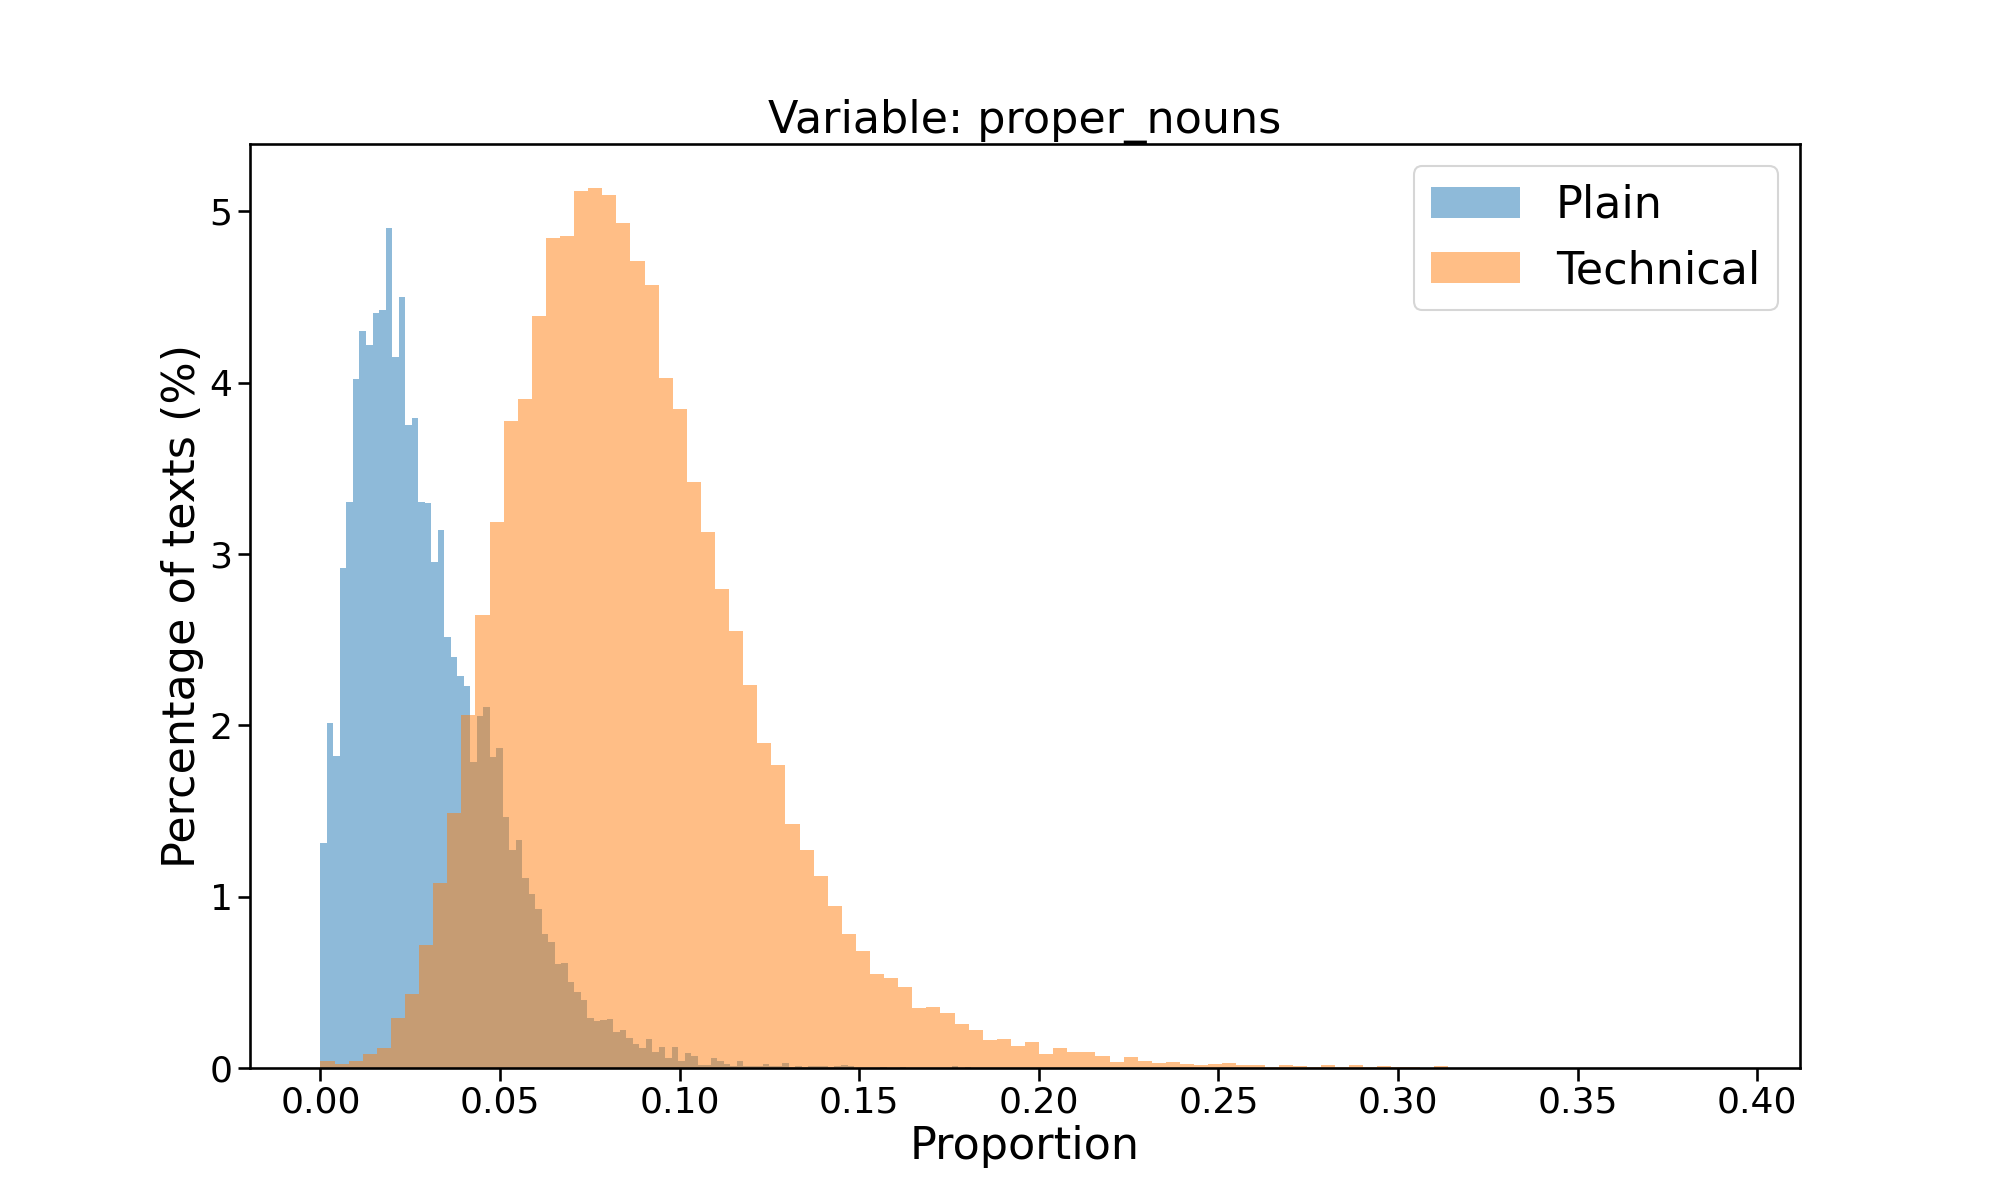 Variable: proper_nouns
Plain
Technical
Percentage of texts (%)
5
4
3
2
1
0
0.00 0.05 0.10 0.15 0.20 0.25 0.30 0.35 0.40
Proportion